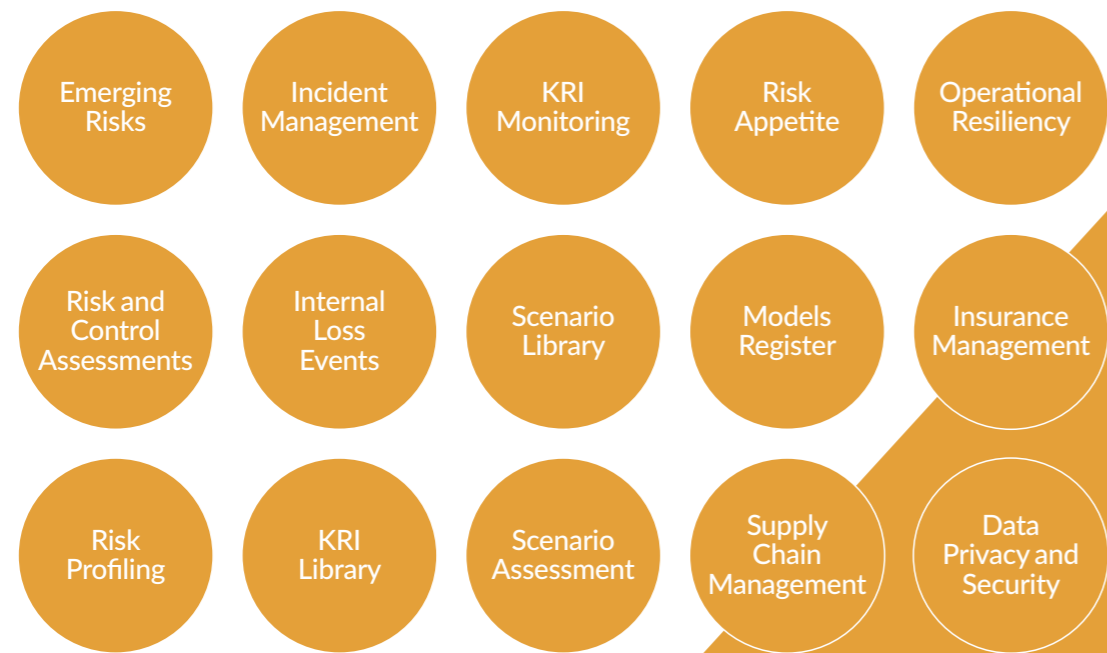 Emerging
Risks
Incident
Management
KRI
Monitoring
Risk
Appetite
Operational
Resiliency
Risk and
Control
Assessments
Internal
Loss
Events
Scenario
Library
Models
Register
Insurance
Management
Risk
Profiling
KRI
Library
Scenario
Assessment
Supply
Chain
Management
Data
Privacy and
Security